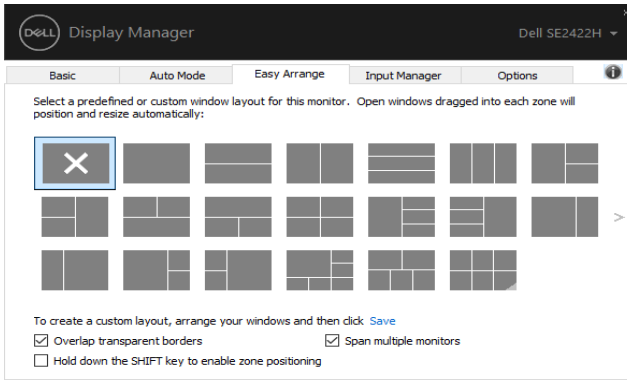 DELL Display Manager
Dell SE2422H
Basic Auto Mode Easy Arrange Input Manager Options
Select a predefined or custom window layout for this monitor. Open windows dragged into each zone will
position and resize automatically:
To create a custom layout, arrange your windows and then click Save
Overlap transparent borders Span multiple monitors
Hold down the SHIFT key to enable zone positioning